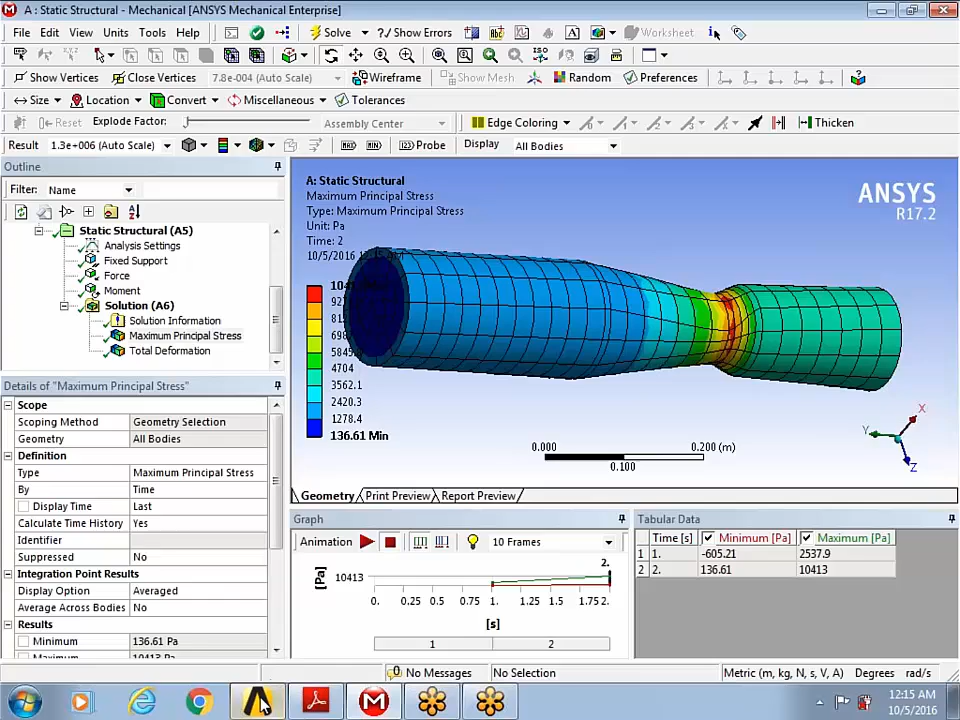 A : Static Structural - Mechanical [ANSYS Mechanical Enterprise]
File Edit View Units Tools Help Solve ?/ Show Errors Worksheet
Show Vertices Close Vertices 7.8e-004 (Auto Scale) Wireframe Show Mesh Random Preferences
Size Location Convert Miscellaneous Tolerances
Reset Explode Factor: Assembly Center Edge Coloring Thicken
Result 1.3e+006 (Auto Scale) MAX MIN Probe Display All Bodies
Outline
Filter: Name
Static Structural (A5)
Analysis Settings
Fixed Support
Force
Moment
Solution (A6)
Solution Information
Maximum Principal Stress
Total Deformation
Details of "Maximum Principal Stress"
Scope
Scoping Method Geometry Selection
Geometry All Bodies
Definition
Type Maximum Principal Stress
By Time
Display Time Last
Calculate Time History Yes
Identifier
Suppressed No
Integration Point Results
Display Option Averaged
Average Across Bodies No
Results
Minimum 136.61 Pa
Maximum 10413 Pa
A: Static Structural
Maximum Principal Stress
Type: Maximum Principal Stress
Unit: Pa
Time: 2
10/5/2016
4704
3562.1
2420.3
1278.4
136.61 Min
ANSYS
R17.2
0.000 0.200 (m)
0.100
X
Y
Z
Geometry Print Preview Report Preview
Graph
Animation 10 Frames
2.
[Pa]
10413
0. 0.25 0.5 0.75 1. 1.25 1.5 1.75 2.
[s]
1 2
Tabular Data
Time [s] Minimum [Pa] Maximum [Pa]
1 1. -605.21 2537.9
2 2. 136.61 10413
No Messages No Selection Metric (m, kg, N, s, V, A) Degrees rad/s
12:15 AM
10/5/2016